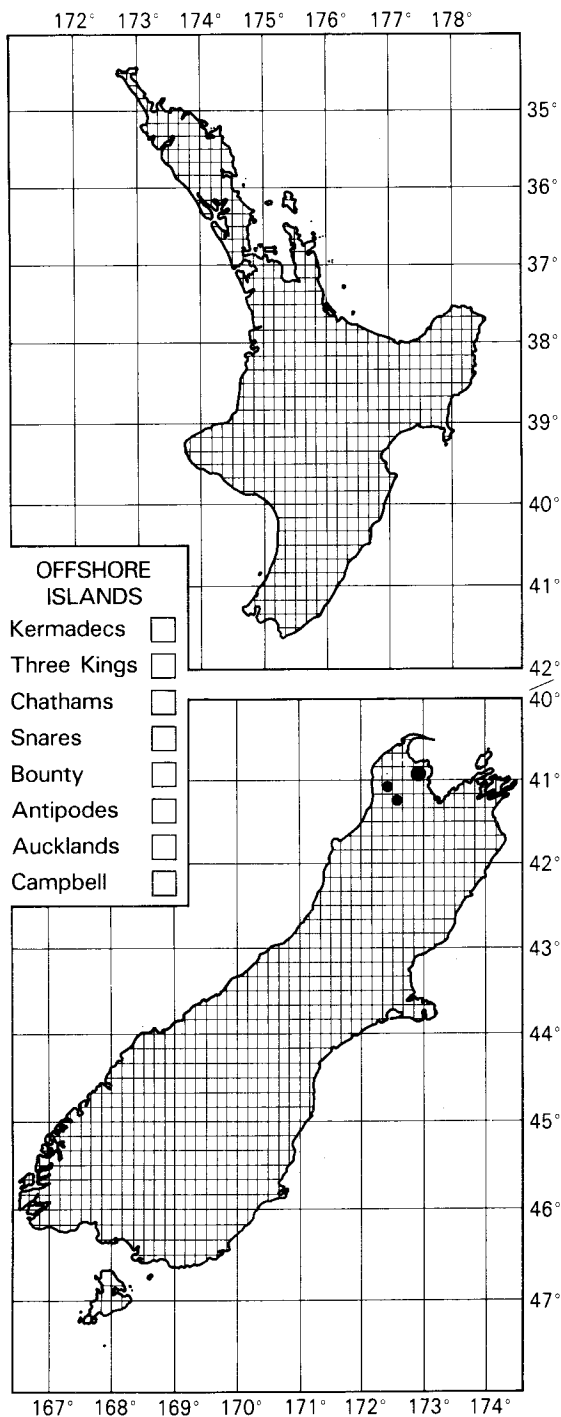 172° 173° 174° 175° 176° 177° 178°
35°
36°
37°
38°
39°
40°
41°
42°
OFFSHORE
ISLANDS
Kermadecs
Three Kings
Chathams
Snares
Bounty
Antipodes
Aucklands
Campbell
40°
41°
42°
43°
44°
45°
46°
47°
167° 168° 169° 170° 171° 172° 173° 174°